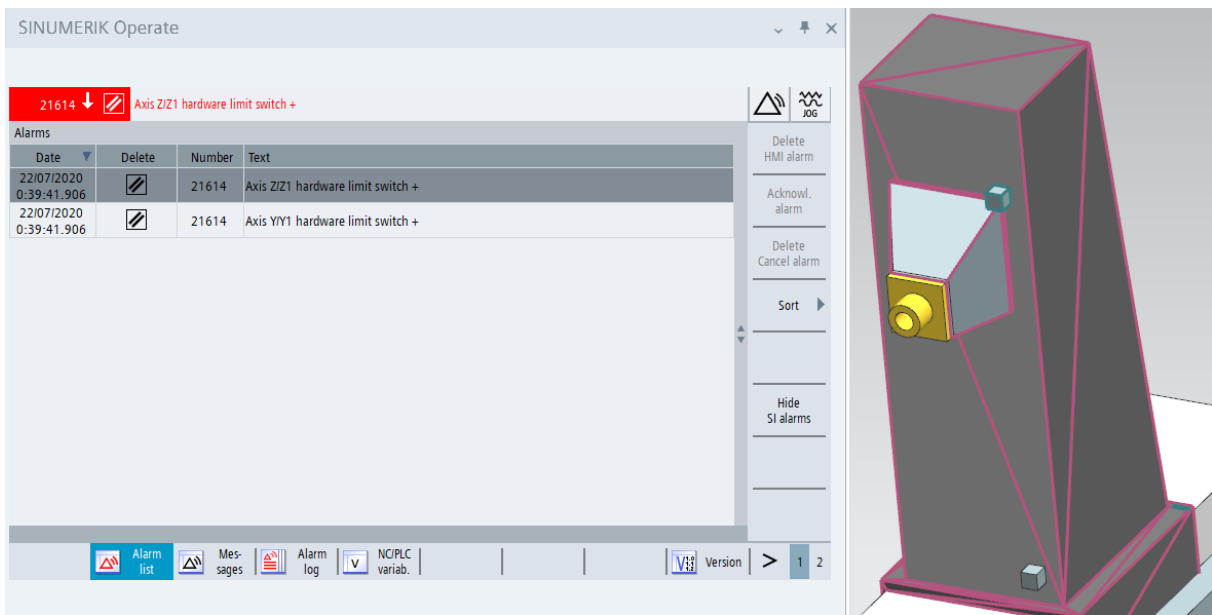 SINUMERIK Operate
21614 Axis Z/Z1 hardware limit switch +
JOG
Alarms
Date Delete Number Text
22/07/2020
0:39:41.906
21614 Axis Z/Z1 hardware limit switch +
22/07/2020
0:39:41.906
21614 Axis Y/Y1 hardware limit switch +
Delete
HMI alarm
Acknowl.
alarm
Delete
Cancel alarm
Sort
Hide
SI alarms
Alarm
list
Mes-
sages
Alarm
log
NC/PLC
variab.
Version
> 1 2